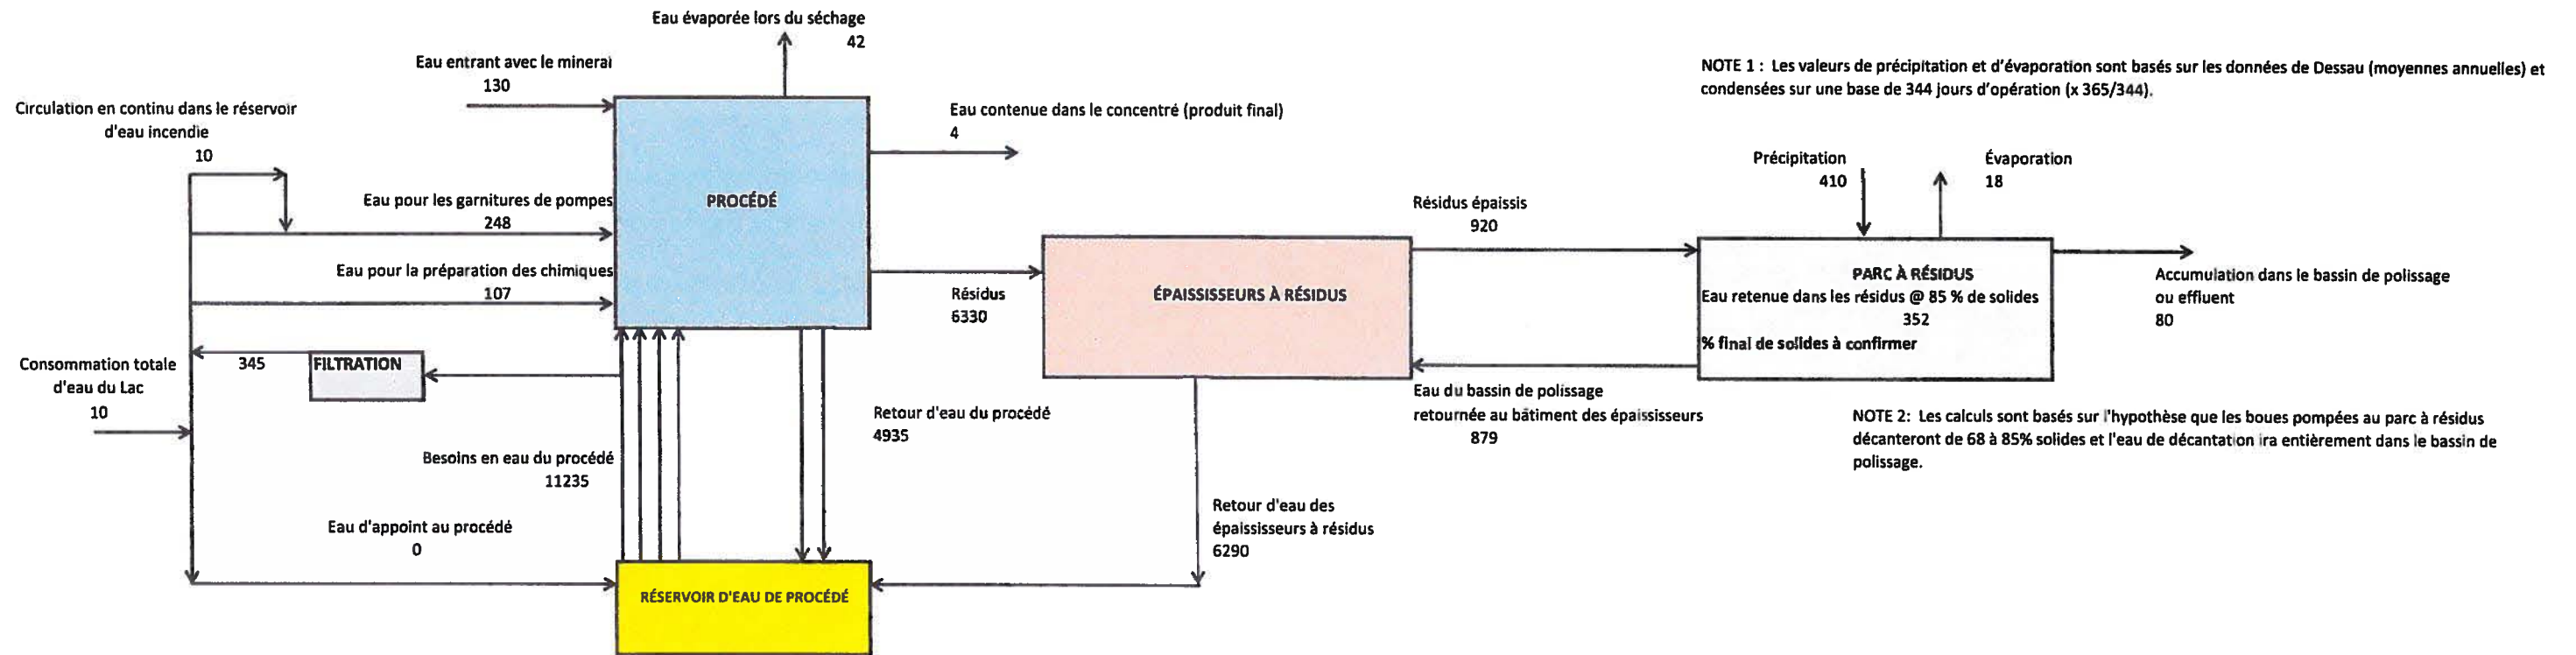 Eau évaporée lors du séchage
42
Eau entrant avec le minerai
130
NOTE 1 : Les valeurs de précipitation et d'évaporation sont basés sur les données de Dessau (moyennes annuelles) et
condensées sur une base de 344 jours d'opération (x 365/344).
Circulation en continu dans le réservoir
d'eau incendie
10
Eau contenue dans le concentré (produit final)
4
Précipitation
410
Évaporation
18
Eau pour les garnitures de pompes
248
PROCÉDÉ
Résidus épaissis
920
Eau pour la préparation des chimiques
107
Résidus
6330
ÉPAISSISSEURS À RÉSIDUS
PARC À RÉSIDUS
Eau retenue dans les résidus @ 85 % de solides
352
% final de solides à confirmer
Accumulation dans le bassin de polissage
ou effluent
80
Consommation totale
d'eau du Lac
10
345
FILTRATION
Eau du bassin de polissage
retournée au bâtiment des épaississeurs
879
Retour d'eau du procédé
4935
NOTE 2: Les calculs sont basés sur l'hypothèse que les boues pompées au parc à résidus
décanteront de 68 à 85% solides et l'eau de décantation ira entièrement dans le bassin de
polissage.
Besoins en eau du procédé
11235
Eau d'appoint au procédé
0
Retour d'eau des
épaississeurs à résidus
6290
RÉSERVOIR D'EAU DE PROCÉDÉ